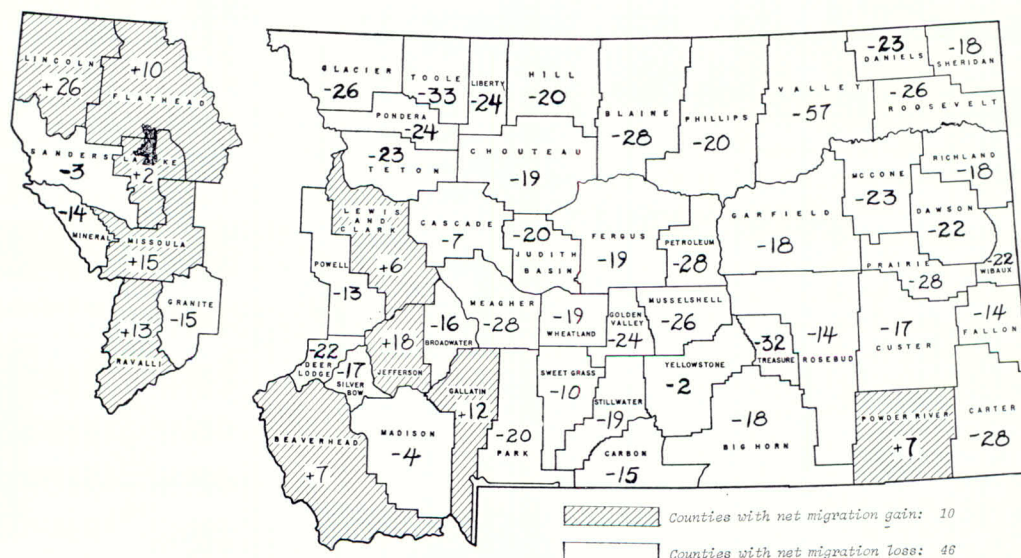 LINCOLN
+26
+10
FLATHEAD
SANDERS
-3
LAKE
+2
-14
MINERAL
MISSOULA
+15
GRANITE
-15
+13
RAVALLI
GLACIER
-26
TOOLE
-33
LIBERTY
-24
HILL
-20
BLAINE
-28
PHILLIPS
-20
VALLEY
-57
-23
DANIELS
-18
SHERIDAN
-26
ROOSEVELT
PONDERA
-24
-23
TETON
CHOUTEAU
-19
RICHLAND
-18
MCCONE
-23
DAWSON
-22
GARFIELD
-18
LEWIS
AND
CLARK
+6
CASCADE
-7
-20
JUDITH
BASIN
FERGUS
-19
PETROLEUM
-28
PRAIRIE
-28
-22
WIBAUX
POWELL
-13
MEAGHER
-28
-19
WHEATLAND
GOLDEN
VALLEY
-24
MUSSELSHELL
-26
-32
TREASURE
-14
ROSEBUD
-17
CUSTER
-14
FALLON
-16
BROADWATER
+18
JEFFERSON
-22
DEER
LODGE
-17
SILVER
BOW
GALLATIN
+12
SWEET GRASS
-10
STILLWATER
-19
YELLOWSTONE
-2
-18
BIG HORN
POWDER RIVER
+7
CARTER
-28
BEAVERHEAD
+7
MADISON
-4
-20
PARK
CARBON
-15
Counties with net migration gain: 10
Counties with net migration loss: 46